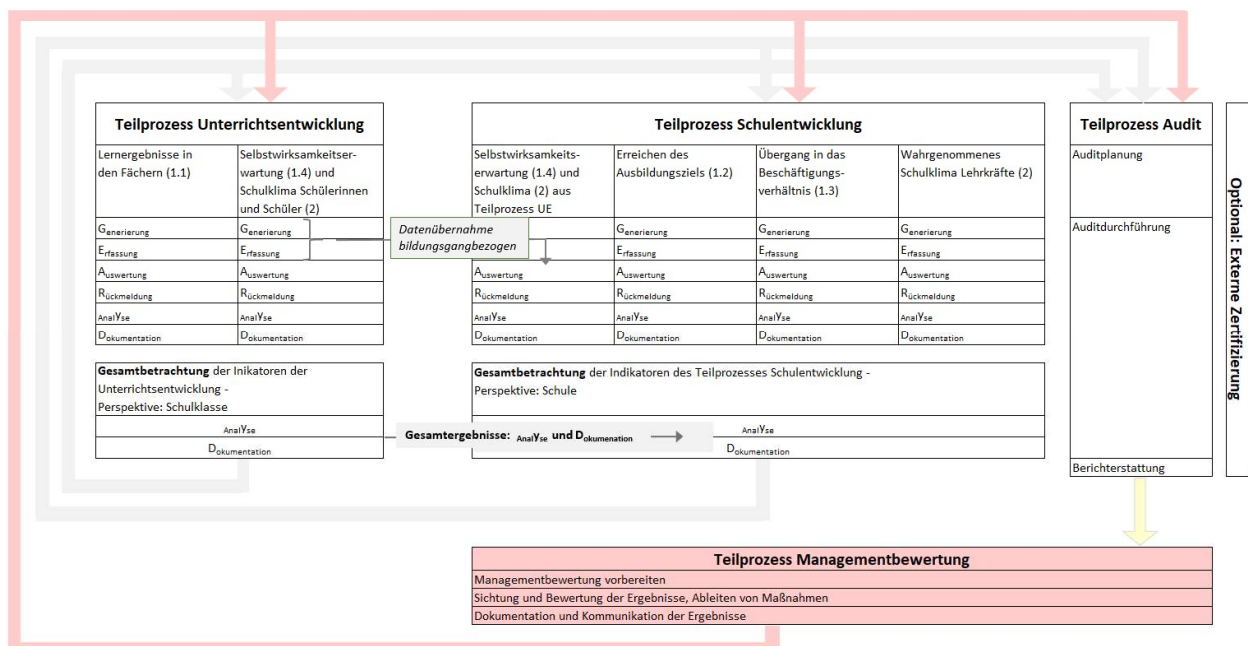 Teilprozess Unterrichtsentwicklung
Lernergebnisse in
den Fächern (1.1)
Selbstwirksamkeitser-
wartung (1.4) und
Schulklima Schülerinnen
und Schüler (2)
Generierung
Generierung
Erfassung
Erfassung
Auswertung
Auswertung
Rückmeldung
Rückmeldung
Analyse
Analyse
Dokumentation
Dokumentation
Datenübernahme
bildungsgangbezogen
Teilprozess Schulentwicklung
Selbstwirksamkeits-
erwartung (1.4) und
Schulklima (2) aus
Teilprozess UE
Erreichen des
Ausbildungsziels (1.2)
Übergang in das
Beschäftigungs-
verhältnis (1.3)
Wahrgenommenes
Schulklima Lehrkräfte (2)
Generierung
Generierung
Generierung
Erfassung
Erfassung
Erfassung
Auswertung
Auswertung
Auswertung
Auswertung
Rückmeldung
Rückmeldung
Rückmeldung
Rückmeldung
Analyse
Analyse
Analyse
Analyse
Dokumentation
Dokumentation
Dokumentation
Dokumentation
Teilprozess Audit
Auditplanung
Auditdurchführung
Berichterstattung
Optional: Externe Zertifizierung
Gesamtbetrachtung der Inikatoren der
Unterrichtsentwicklung -
Perspektive: Schulklasse
Analyse
Dokumentation
Gesamtergebnisse: Analyse und Dokumenation
Gesamtbetrachtung der Indikatoren des Teilprozesses Schulentwicklung -
Perspektive: Schule
Analyse
Dokumentation
Teilprozess Managementbewertung
Managementbewertung vorbereiten
Sichtung und Bewertung der Ergebnisse, Ableiten von Maßnahmen
Dokumentation und Kommunikation der Ergebnisse